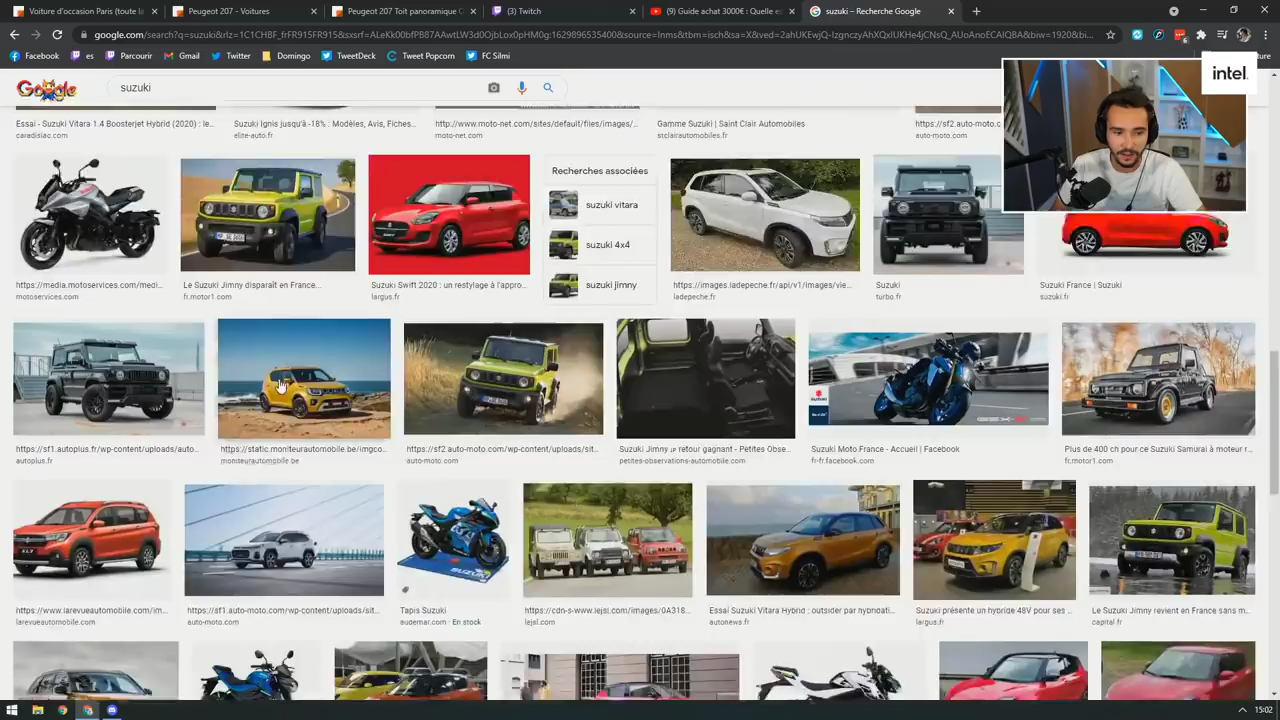 Voiture d'occasion Paris (toute la
Peugeot 207 - Voitures
Peugeot 207 Toit panoramique C
(3) Twitch
(9) Guide achat 3000€ : Quelle e
suzuki – Recherche Google
Facebook
es
Parcourir
Gmail
Twitter
Domingo
TweetDeck
Tweet Popcorn
FC Silmi
Google
suzuki
intel.
Essai - Suzuki Vitara 1.4 Boosterjet Hybrid (2020) : le...
caradisiac.com
Suzuki Ignis jusqu'à -18% : Modèles, Avis, Fiches...
elite-auto.fr
http://www.moto-net.com/sites/default/files/images/...
moto-net.com
Gamme Suzuki | Saint Clair Automobiles
stclairautomobiles.com
https://sf2.auto-moto.c
auto-moto.com
Recherches associées
suzuki vitara
suzuki 4x4
suzuki jimny
https://media.motoservices.com/medi...
motoservices.com
Le Suzuki Jimny disparaît en France...
fr.motor1.com
Suzuki Swift 2020 : un restylage à l'appro...
largus.fr
https://images.ladepeche.fr/api/v1/images/vie...
ladepeche.fr
Suzuki
turbo.fr
Suzuki France | Suzuki
suzuki.fr
https://sf1.autoplus.fr/wp-content/uploads/auto...
autoplus.fr
https://static.moniteurautomobile.be/imgco...
moniteurautomobile.be
https://sf2.auto-moto.com/wp-content/uploads/sit...
auto-moto.com
Suzuki Jimny Le retour gagnant - Petites Obse...
petites-observations-automobile.com
Suzuki Moto France - Accueil | Facebook
fr-fr.facebook.com
Plus de 400 ch pour ce Suzuki Samurai à moteur r...
fr.motor1.com
https://www.larevueautomobile.com/im...
larevueautomobile.com
https://sf1.auto-moto.com/wp-content/uploads/sit...
auto-moto.com
Tapis Suzuki
audemar.com · En stock
https://cdn-s-www.lejsl.com/images/0A318...
lejsl.com
Essai Suzuki Vitara Hybrid : outsider par hybridati...
autonews.fr
Suzuki présente un hybride 48V pour ses ...
largus.fr
Le Suzuki Jimny revient en France sans m...
capital.fr
15:02